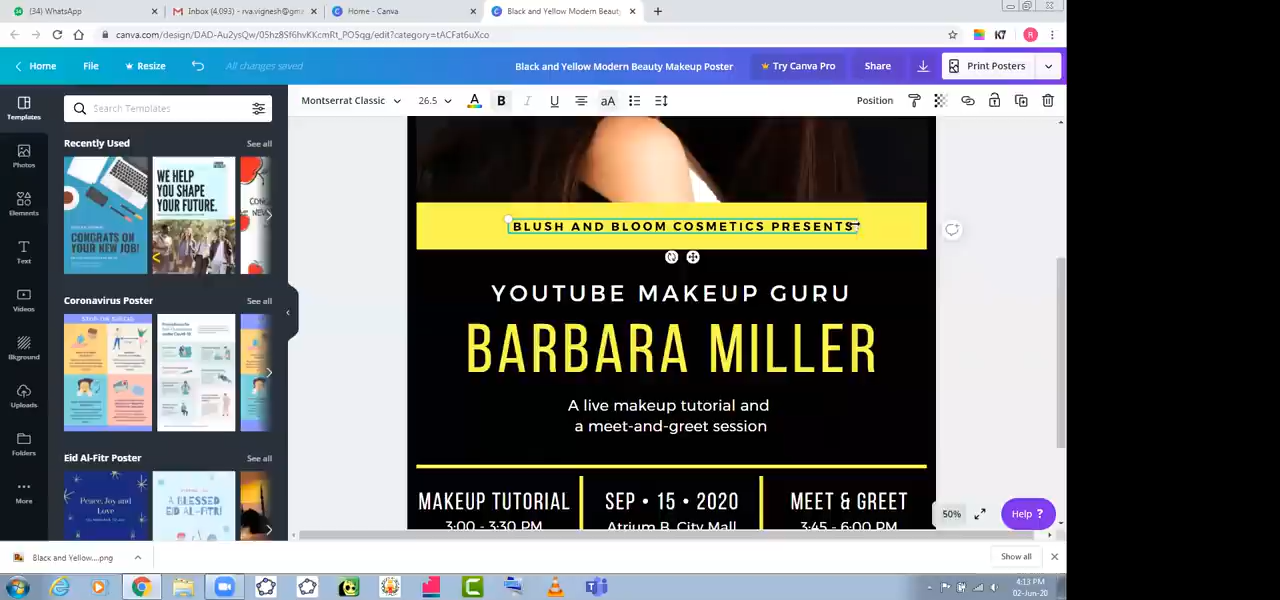 (34) WhatsApp
Inbox (4,093) - rva.vignesh@gma
Home - Canva
Black and Yellow Modern Beauty
canva.com/design/DAD-Au2ysQw/05hz8Sf6hvKKcmRt_PO5qg/edit?category=tACFat6uXco
K7
R
Home
File
Resize
All changes saved
Black and Yellow Modern Beauty Makeup Poster
Try Canva Pro
Share
Print Posters
Templates
Search Templates
Montserrat Classic
26.5
A
B
I
U
aA
Position
Photos
Elements
Text
Videos
Bkground
Uploads
Folders
More
Recently Used
See all
CONGRATS ON
YOUR NEW JOB!
WE HELP
YOU SHAPE
YOUR FUTURE.
Coronavirus Poster
See all
STOP THE SPREAD
Eid Al-Fitr Poster
See all
Peace, Joy and
Love
A BLESSED
EID AL-FITR!
BLUSH AND BLOOM COSMETICS PRESENTS
YOUTUBE MAKEUP GURU
BARBARA MILLER
A live makeup tutorial and
a meet-and-greet session
MAKEUP TUTORIAL
3:00 - 3:30 PM
SEP • 15 • 2020
Atrium B, City Mall
MEET & GREET
3:45 - 6:00 PM
50%
Help ?
Black and Yellow....png
Show all
4:13 PM
02-Jun-20